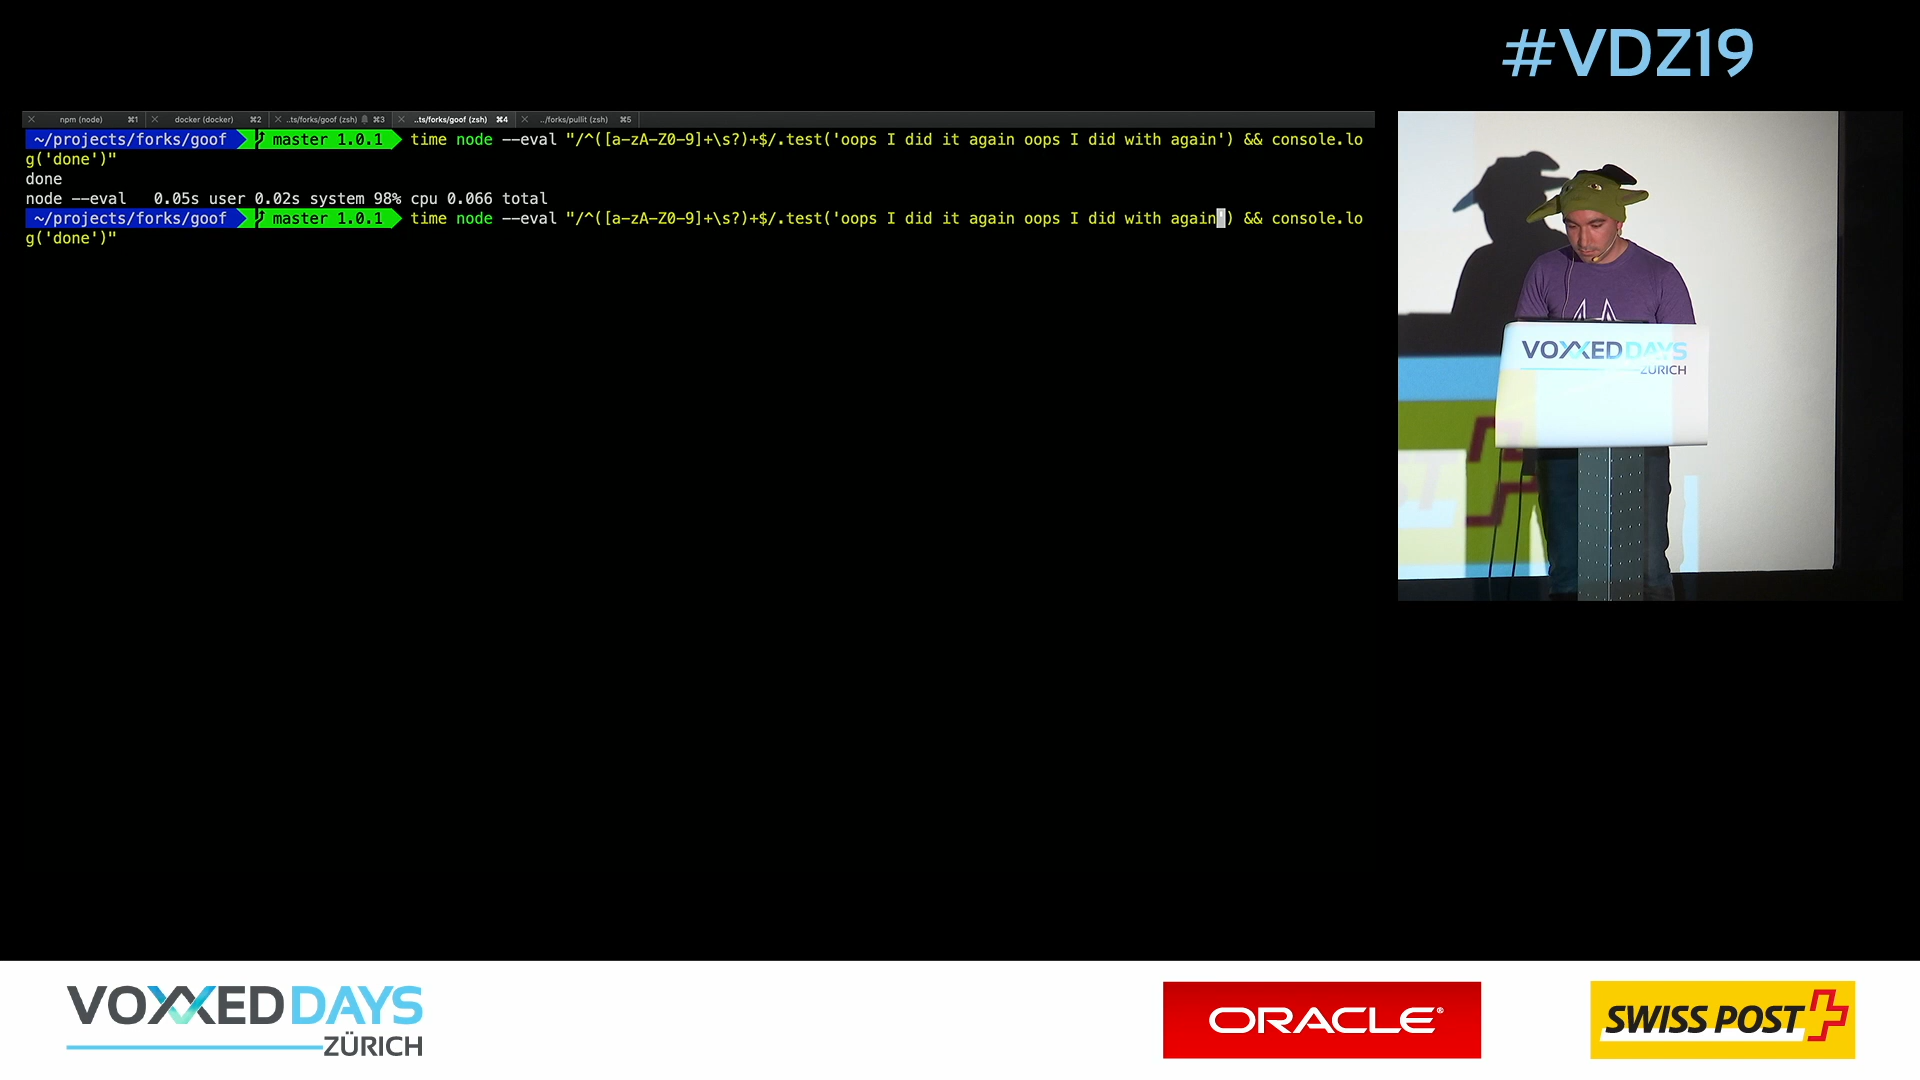 #VDZ19
npm (node) ⌘1 docker (docker) ⌘2 ..ts/forks/goof (zsh) ⌘3 ..ts/forks/goof (zsh) ⌘4 ../forks/pullit (zsh) ⌘5
~/projects/forks/goof master 1.0.1 time node --eval "/^([a-zA-Z0-9]+\s?)+$/.test('oops I did it again oops I did with again') && console.lo
g('done')"
done
node --eval 0.05s user 0.02s system 98% cpu 0.066 total
~/projects/forks/goof master 1.0.1 time node --eval "/^([a-zA-Z0-9]+\s?)+$/.test('oops I did it again oops I did with again') && console.lo
g('done')"
VOXXED DAYS
ZÜRICH
VOXXED DAYS
ZÜRICH
ORACLE®
SWISS POST